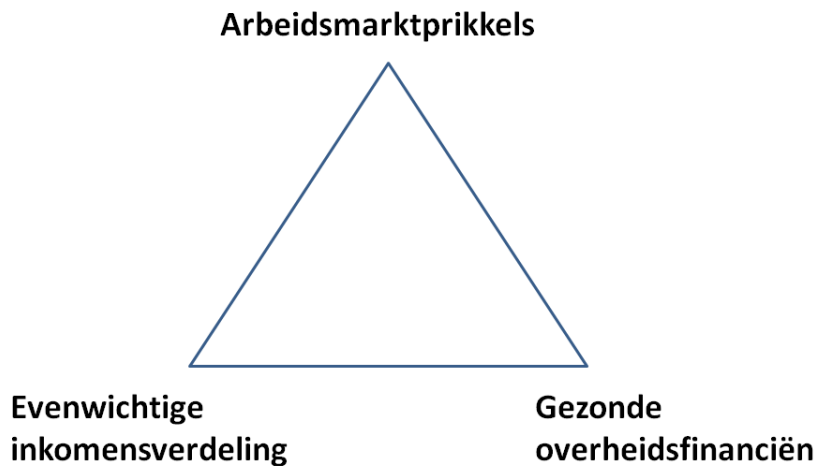 Arbeidsmarktprikkels
Evenwichtige
inkomensverdeling
Gezonde
overheidsfinanciën